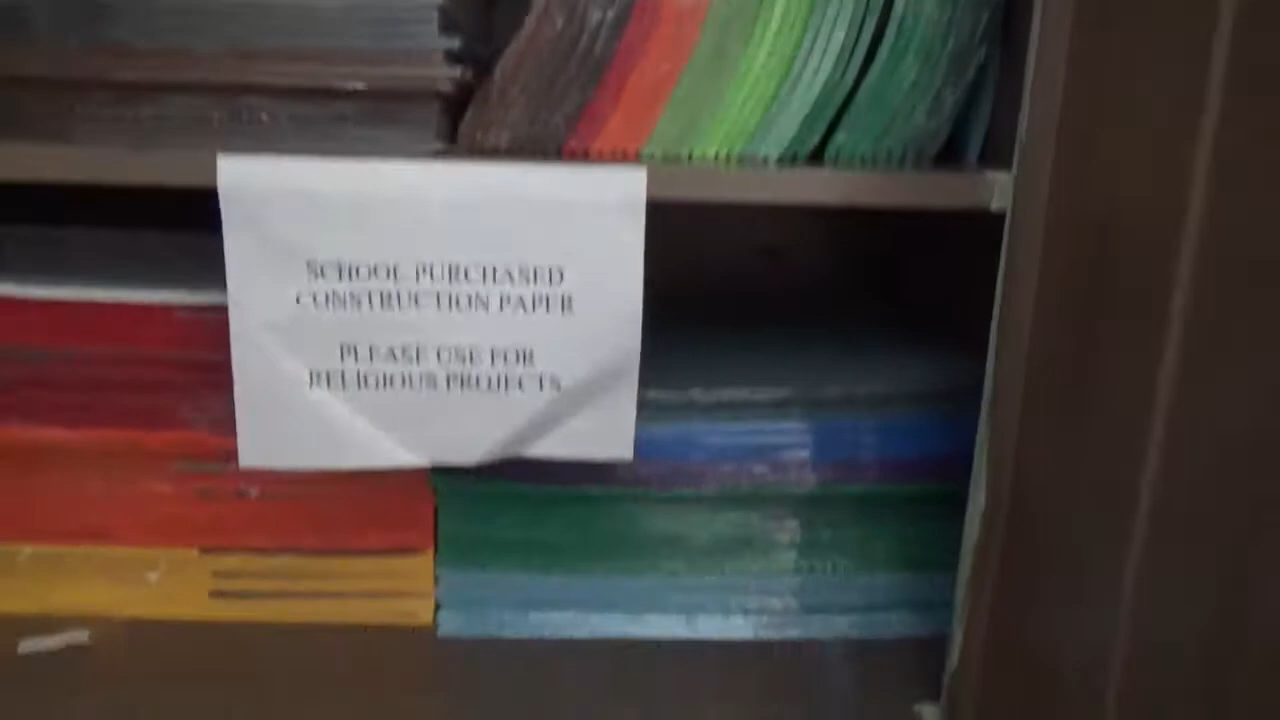 SCHOOL PURCHASED
CONSTRUCTION PAPER
PLEASE USE FOR
RELIGIOUS PROJECTS